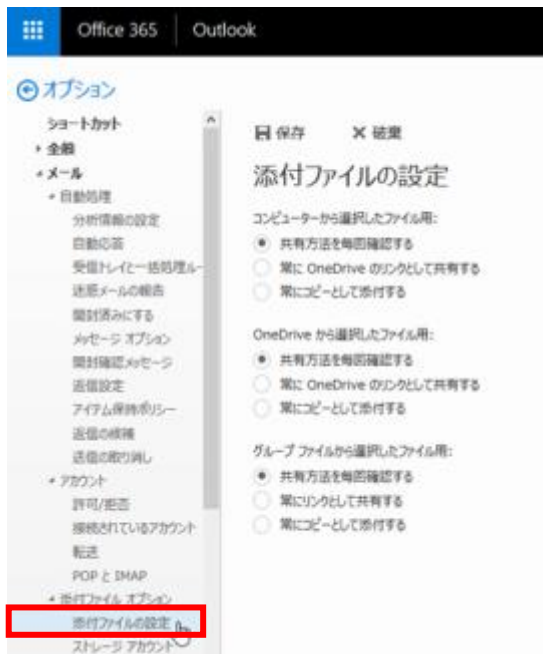 Office 365 Outlook
オプション
ショートカット
全般
メール
自動処理
分析情報の設定
自動応答
受信トレイと一括処理ルー
迷惑メールの報告
開封済みにする
メッセージ オプション
開封確認メッセージ
返信設定
アイテム保持ポリシー
返信の候補
送信の取り消し
アカウント
許可/拒否
接続されているアカウント
転送
POP と IMAP
添付ファイル オプション
添付ファイルの設定
ストレージ アカウント
保存 破棄
添付ファイルの設定
コンピューターから選択したファイル用:
共有方法を毎回確認する
常に OneDrive のリンクとして共有する
常にコピーとして添付する
OneDrive から選択したファイル用:
共有方法を毎回確認する
常に OneDrive のリンクとして共有する
常にコピーとして添付する
グループ ファイルから選択したファイル用:
共有方法を毎回確認する
常にリンクとして共有する
常にコピーとして添付する